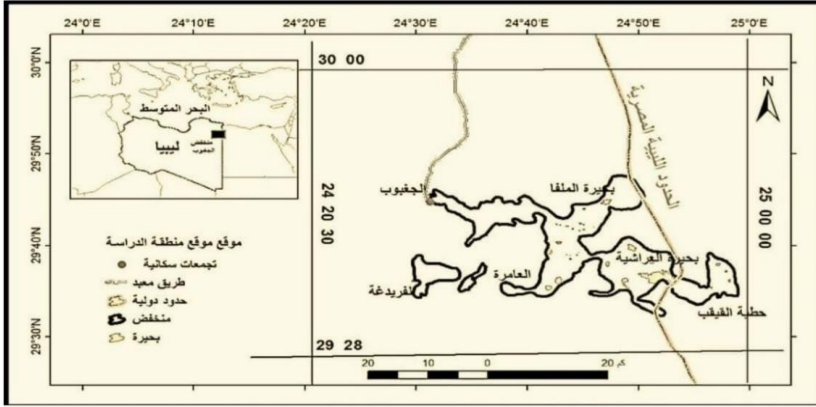 24°0'E 24°10'E 24°20'E 24°30'E 24°40'E 24°50'E 25°0'E
30°0'N
29°50'N
29°40'N
29°30'N
30 00
N
البحر المتوسط
ليبيا
منخفض
الجغبوب
الحدود الليبية المصرية
الجغبوب
بحيرة الملفا
24 20 30
25 00 00
بحيرة العراشية
العامرة
لفريدغة
حطية القيقب
موقع موقع منطقة الدراسة
تجمعات سكانية
طريق معبد
حدود دولية
منخفض
بحيرة
29 28
20 10 0 20 كم